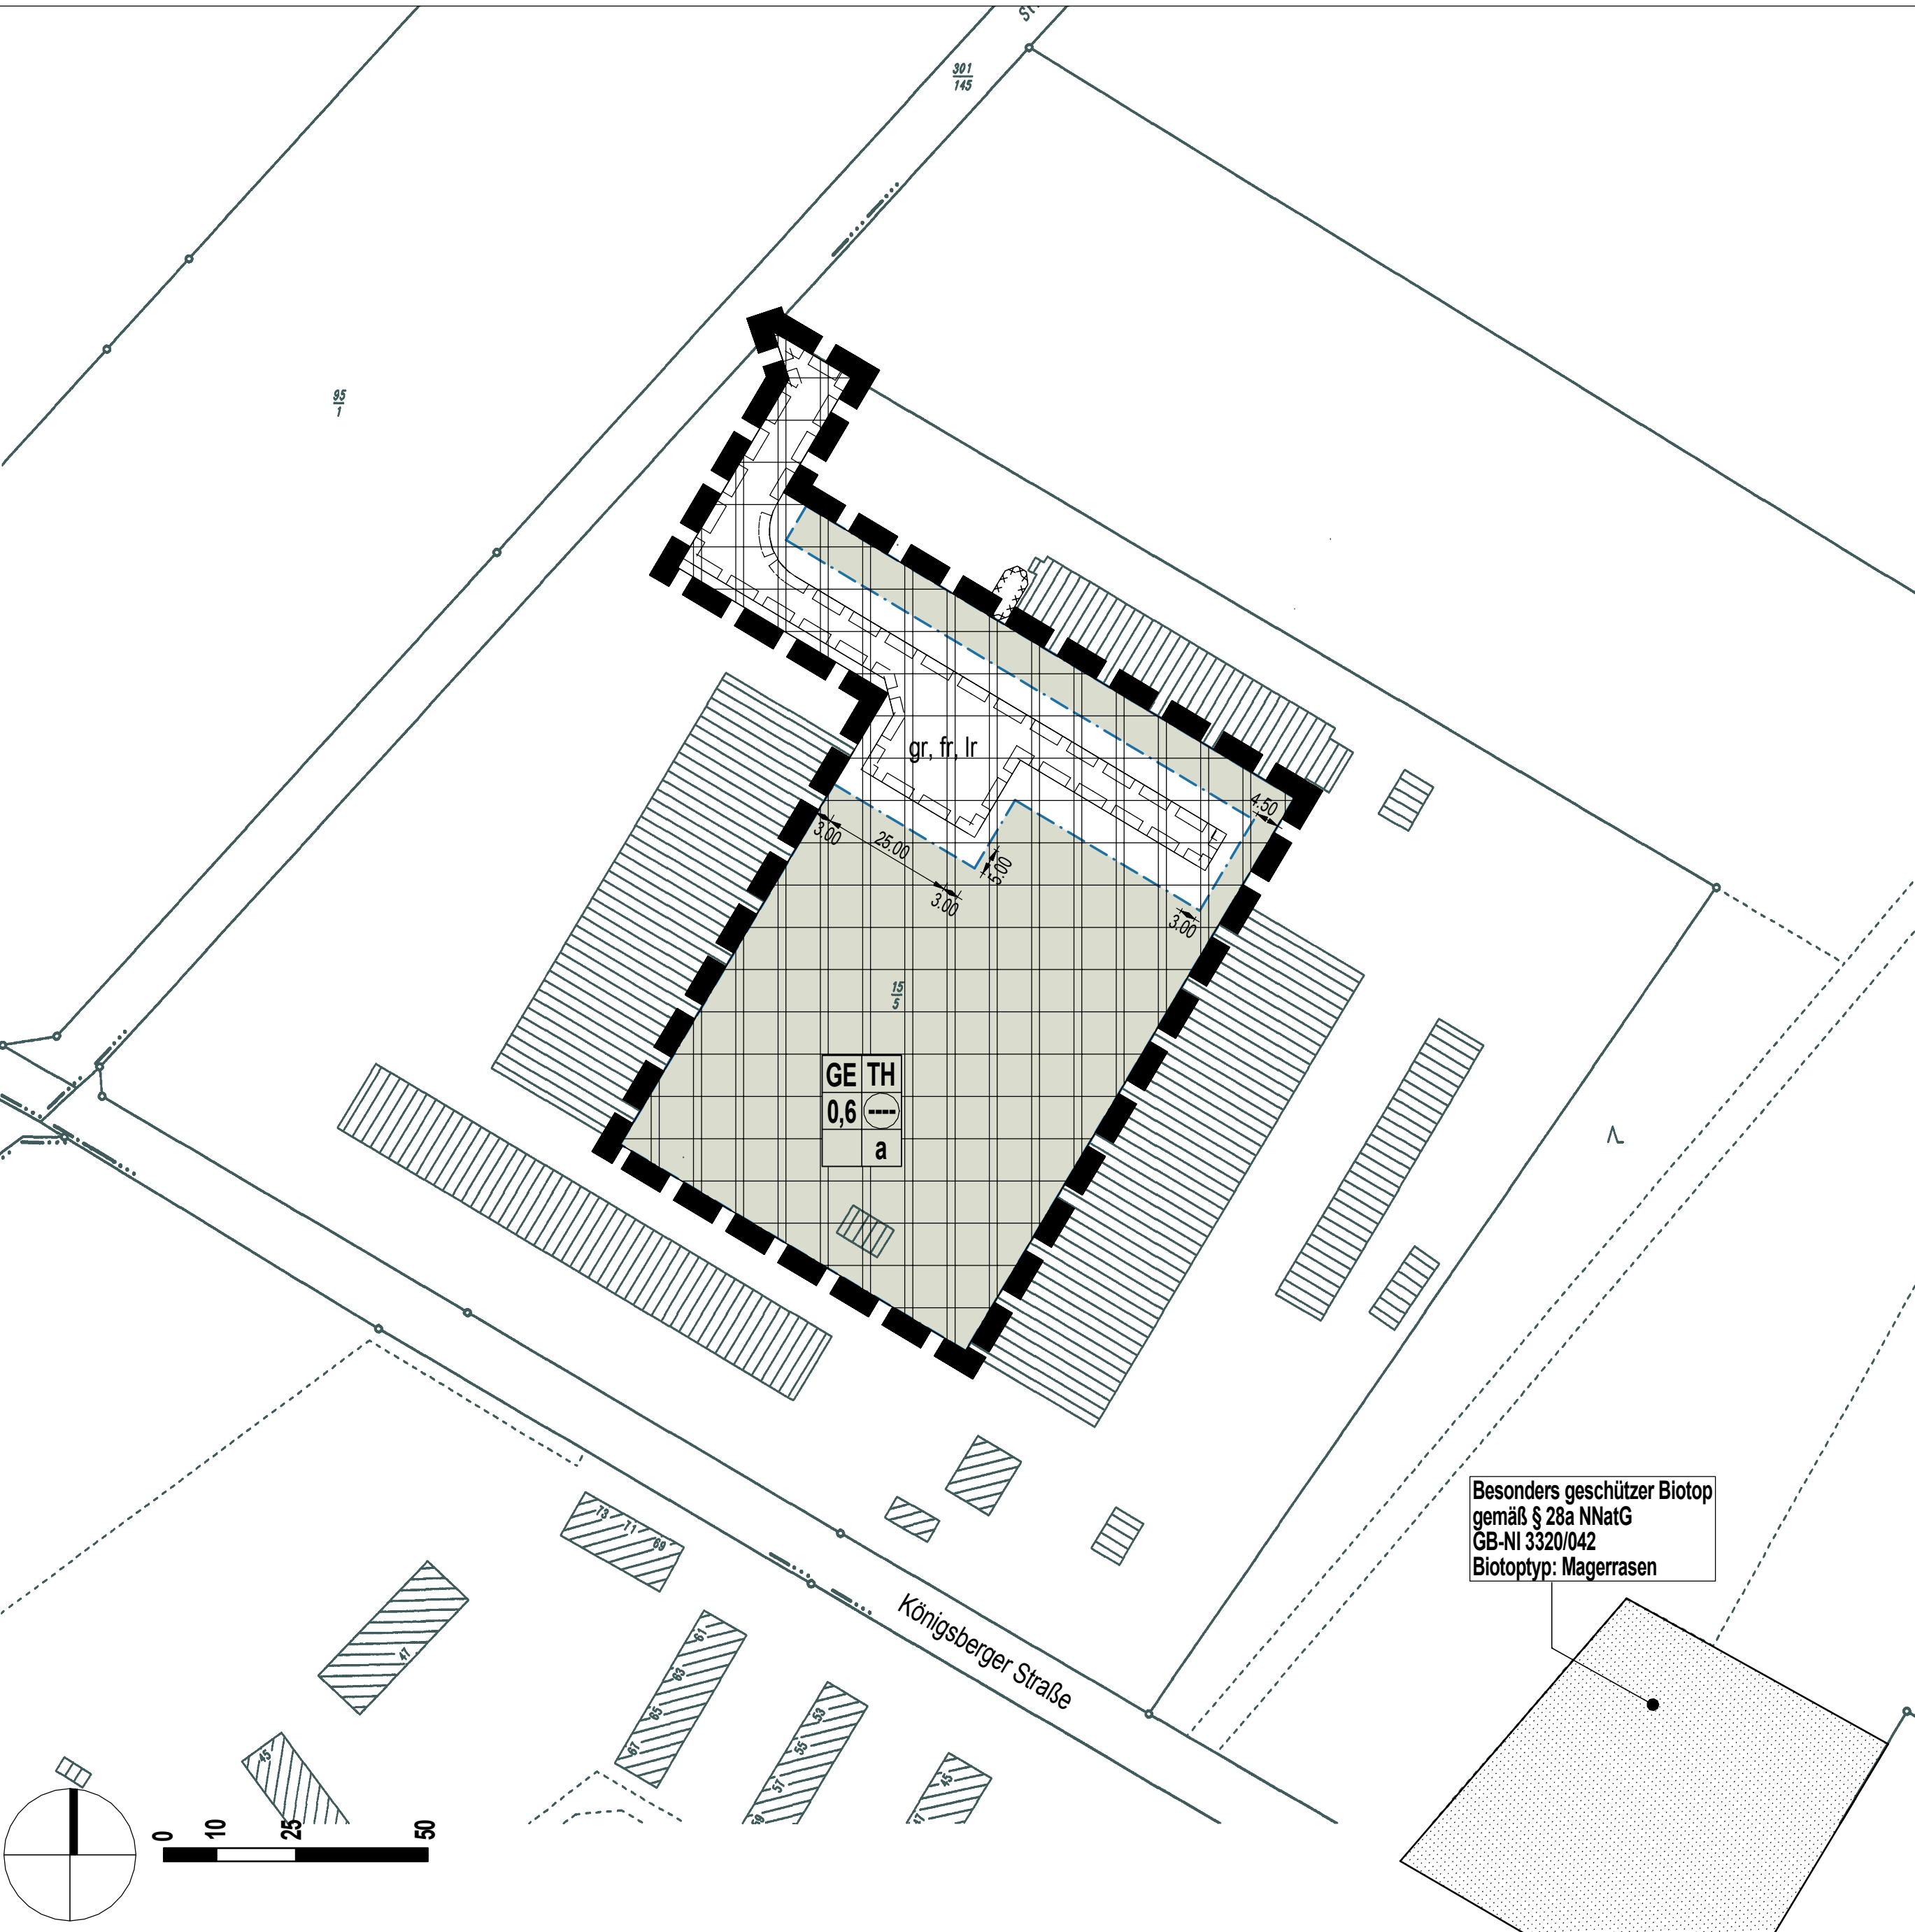 301
145
95
1
gr, fr, lr
4.50
3.00
25.00
3.00
5.00
3.00
15
5
GE TH
0,6 ----
a
Besonders geschützer Biotop
gemäß § 28a NNatG
GB-NI 3320/042
Biotoptyp: Magerrasen
73 71 69
Königsberger Straße
47
61
63
65
67
53
55
57
45
45
0 10 25 50